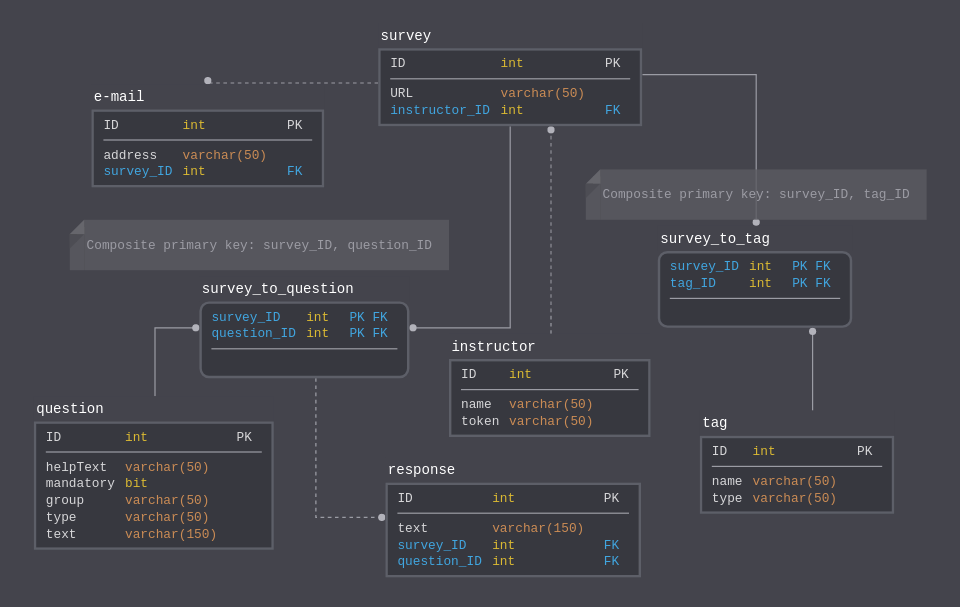 survey
ID int PK
URL varchar(50)
instructor_ID int FK
e-mail
ID int PK
address varchar(50)
survey_ID int FK
Composite primary key: survey_ID, tag_ID
survey_to_tag
survey_ID int PK FK
tag_ID int PK FK
Composite primary key: survey_ID, question_ID
survey_to_question
survey_ID int PK FK
question_ID int PK FK
instructor
ID int PK
name varchar(50)
token varchar(50)
question
ID int PK
helpText varchar(50)
mandatory bit
group varchar(50)
type varchar(50)
text varchar(150)
response
ID int PK
text varchar(150)
survey_ID int FK
question_ID int FK
tag
ID int PK
name varchar(50)
type varchar(50)